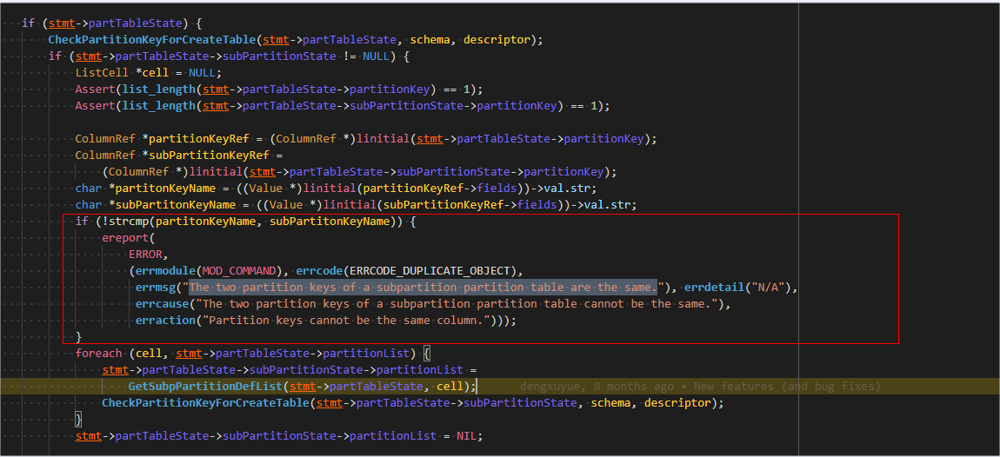 if (stmt->partTableState) {
CheckPartitionKeyForCreateTable(stmt->partTableState, schema, descriptor);
if (stmt->partTableState->subPartitionState != NULL) {
ListCell *cell = NULL;
Assert(list_length(stmt->partTableState->partitionKey) == 1);
Assert(list_length(stmt->partTableState->subPartitionState->partitionKey) == 1);
ColumnRef *partitionKeyRef = (ColumnRef *)linitial(stmt->partTableState->partitionKey);
ColumnRef *subPartitionKeyRef =
(ColumnRef *)linitial(stmt->partTableState->subPartitionState->partitionKey);
char *partitonKeyName = ((Value *)linitial(partitionKeyRef->fields))->val.str;
char *subPartitonKeyName = ((Value *)linitial(subPartitionKeyRef->fields))->val.str;
if (!strcmp(partitonKeyName, subPartitonKeyName)) {
ereport(
ERROR,
(errmodule(MOD_COMMAND), errcode(ERRCODE_DUPLICATE_OBJECT),
errmsg("The two partition keys of a subpartition partition table are the same."), errdetail("N/A"),
errcause("The two partition keys of a subpartition partition table cannot be the same."),
erraction("Partition keys cannot be the same column.")));
}
foreach (cell, stmt->partTableState->partitionList) {
stmt->partTableState->subPartitionState->partitionList =
GetSubpPartitionDefList(stmt->partTableState, cell); dengxuyue, 8 months ago • New features (and bug fixes)
CheckPartitionKeyForCreateTable(stmt->partTableState->subPartitionState, schema, descriptor);
}
stmt->partTableState->subPartitionState->partitionList = NIL;